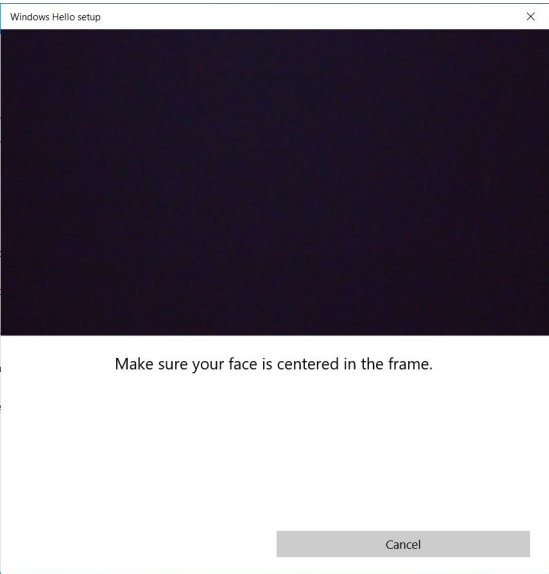 Windows Hello setup
Make sure your face is centered in the frame.
Cancel